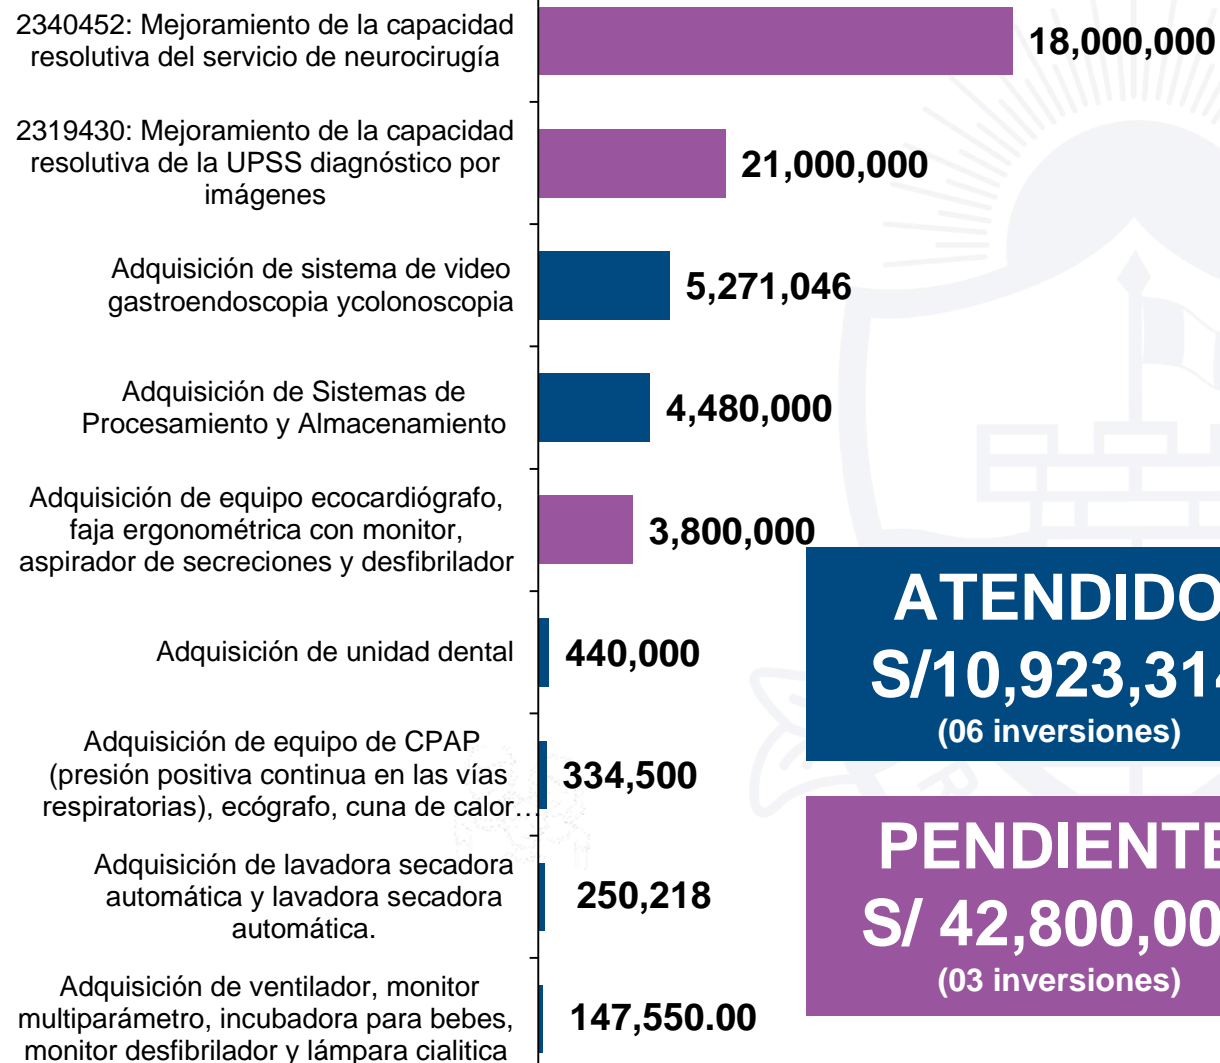 2340452: Mejoramiento de la capacidad
resolutiva del servicio de neurocirugía
18,000,000
2319430: Mejoramiento de la capacidad
resolutiva de la UPSS diagnóstico por
imágenes
21,000,000
Adquisición de sistema de video
gastroendoscopia ycolonoscopia
5,271,046
Adquisición de Sistemas de
Procesamiento y Almacenamiento
4,480,000
Adquisición de equipo ecocardiógrafo,
faja ergonométrica con monitor,
aspirador de secreciones y desfibrilador
3,800,000
Adquisición de unidad dental
440,000
Adquisición de equipo de CPAP
(presión positiva continua en las vías
respiratorias), ecógrafo, cuna de calor…
334,500
Adquisición de lavadora secadora
automática y lavadora secadora
automática.
250,218
Adquisición de ventilador, monitor
multiparámetro, incubadora para bebes,
monitor desfibrilador y lámpara cialitica
147,550.00
ATENDIDO
S/10,923,314
(06 inversiones)
PENDIENTE
S/ 42,800,00
(03 inversiones)